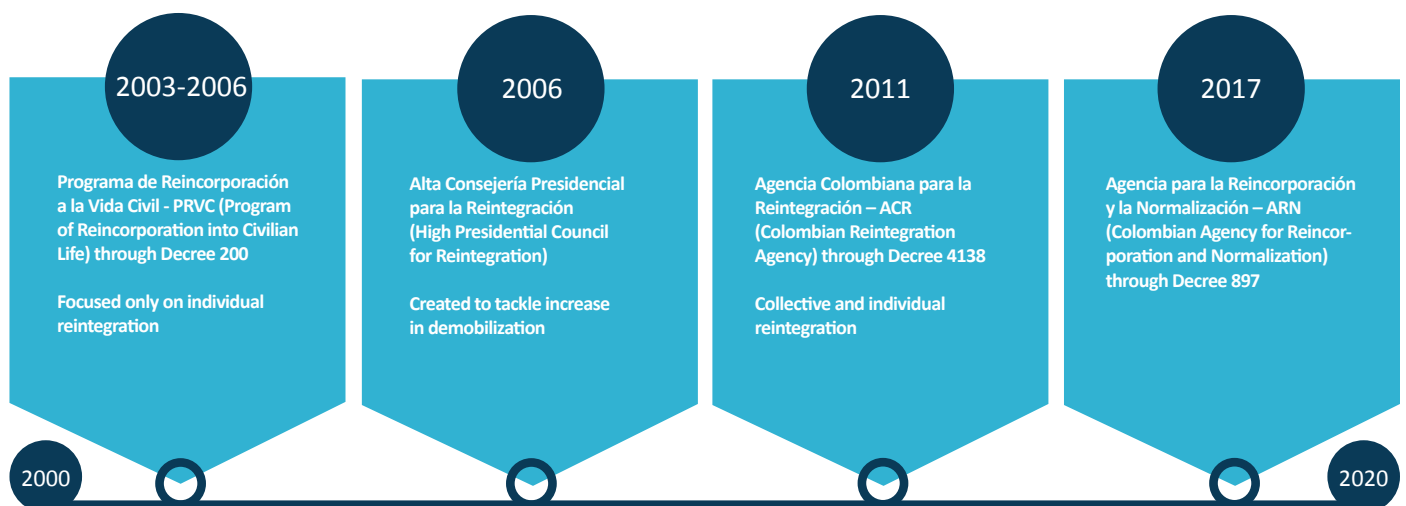 2003-2006
Programa de Reincorporación
a la Vida Civil - PRVC (Program
of Reincorporation into Civilian
Life) through Decree 200
Focused only on individual
reintegration
2006
Alta Consejería Presidencial
para la Reintegración
(High Presidential Council
for Reintegration)
Created to tackle increase
in demobilization
2011
Agencia Colombiana para la
Reintegración – ACR
(Colombian Reintegration
Agency) through Decree 4138
Collective and individual
reintegration
2017
Agencia para la Reincorporación
y la Normalización – ARN
(Colombian Agency for Reincor-
poration and Normalization)
through Decree 897
2000
2020